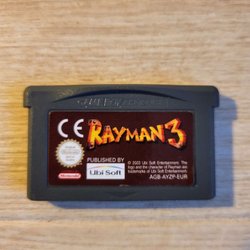 GAME BOY ADVANCE
CE
RAYMAN 3
PUBLISHED BY
Ubi Soft
Nintendo
© 2003 Ubi Soft Entertainment. The
logo and the character of Rayman are
trademarks of Ubi Soft Entertainment.
AGB-AYZP-EUR